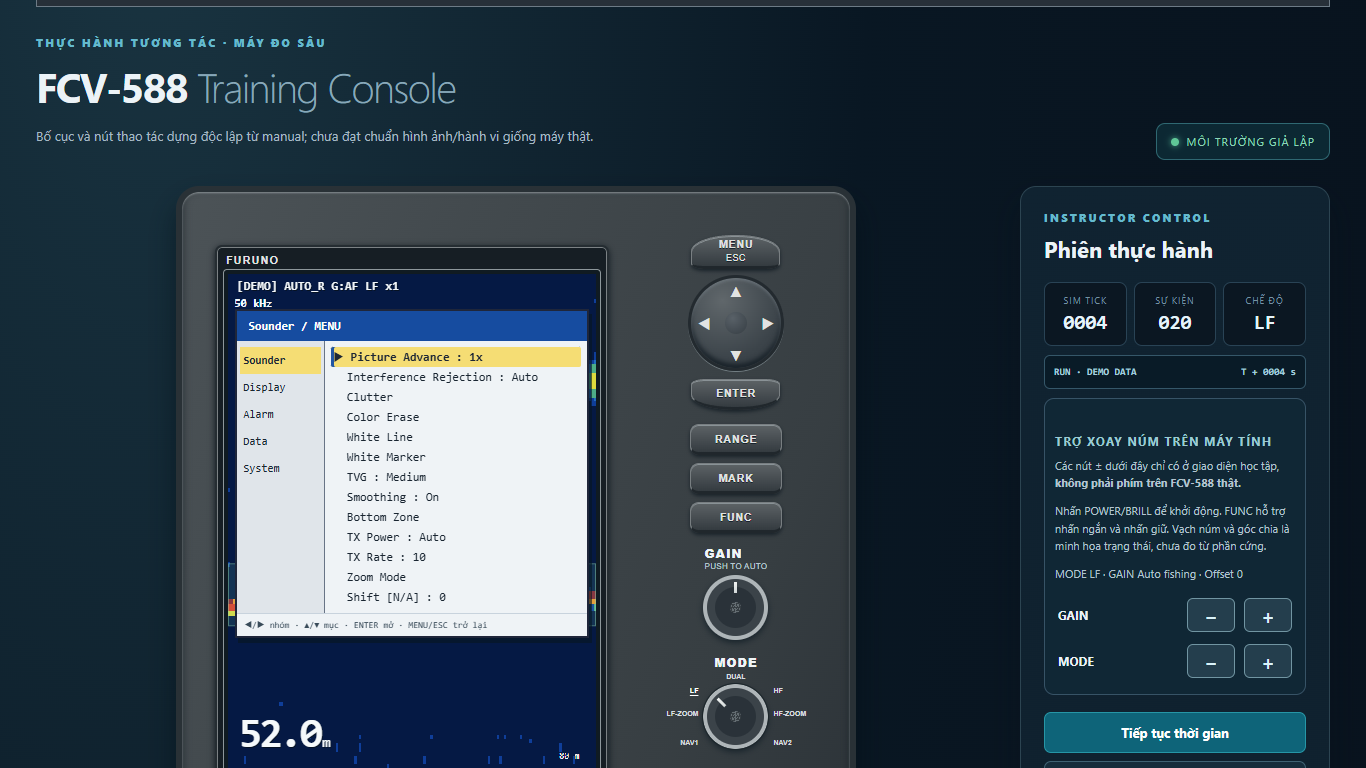 THỰC HÀNH TƯƠNG TÁC · MÁY ĐO SÂU
FCV-588 Training Console
Bố cục và nút thao tác dựng độc lập từ manual; chưa đạt chuẩn hình ảnh/hành vi giống máy thật.
MÔI TRƯỜNG GIẢ LẬP
FURUNO
[DEMO] AUTO_R G:AF LF x1
50 kHz
Sounder / MENU
Sounder
Display
Alarm
Data
System
▶ Picture Advance : 1x
Interference Rejection : Auto
Clutter
Color Erase
White Line
White Marker
TVG : Medium
Smoothing : On
Bottom Zone
TX Power : Auto
TX Rate : 10
Zoom Mode
Shift [N/A] : 0
◀/▶ nhóm · ▲/▼ mục · ENTER mở · MENU/ESC trở lại
52.0m
80 m
MENU
ESC
▲
◀ ▶
▼
ENTER
RANGE
MARK
FUNC
GAIN
PUSH TO AUTO
MODE
DUAL
LF HF
LF-ZOOM HF-ZOOM
NAV1 NAV2
INSTRUCTOR CONTROL
Phiên thực hành
SIM TICK
0004
SỰ KIỆN
020
CHẾ ĐỘ
LF
RUN · DEMO DATA T + 0004 s
TRỢ XOAY NÚM TRÊN MÁY TÍNH
Các nút ± dưới đây chỉ có ở giao diện học tập,
không phải phím trên FCV-588 thật.
Nhấn POWER/BRILL để khởi động. FUNC hỗ trợ
nhấn ngắn và nhấn giữ. Vạch núm và góc chia là
minh họa trạng thái, chưa đo từ phần cứng.
MODE LF · GAIN Auto fishing · Offset 0
GAIN − +
MODE − +
Tiếp tục thời gian